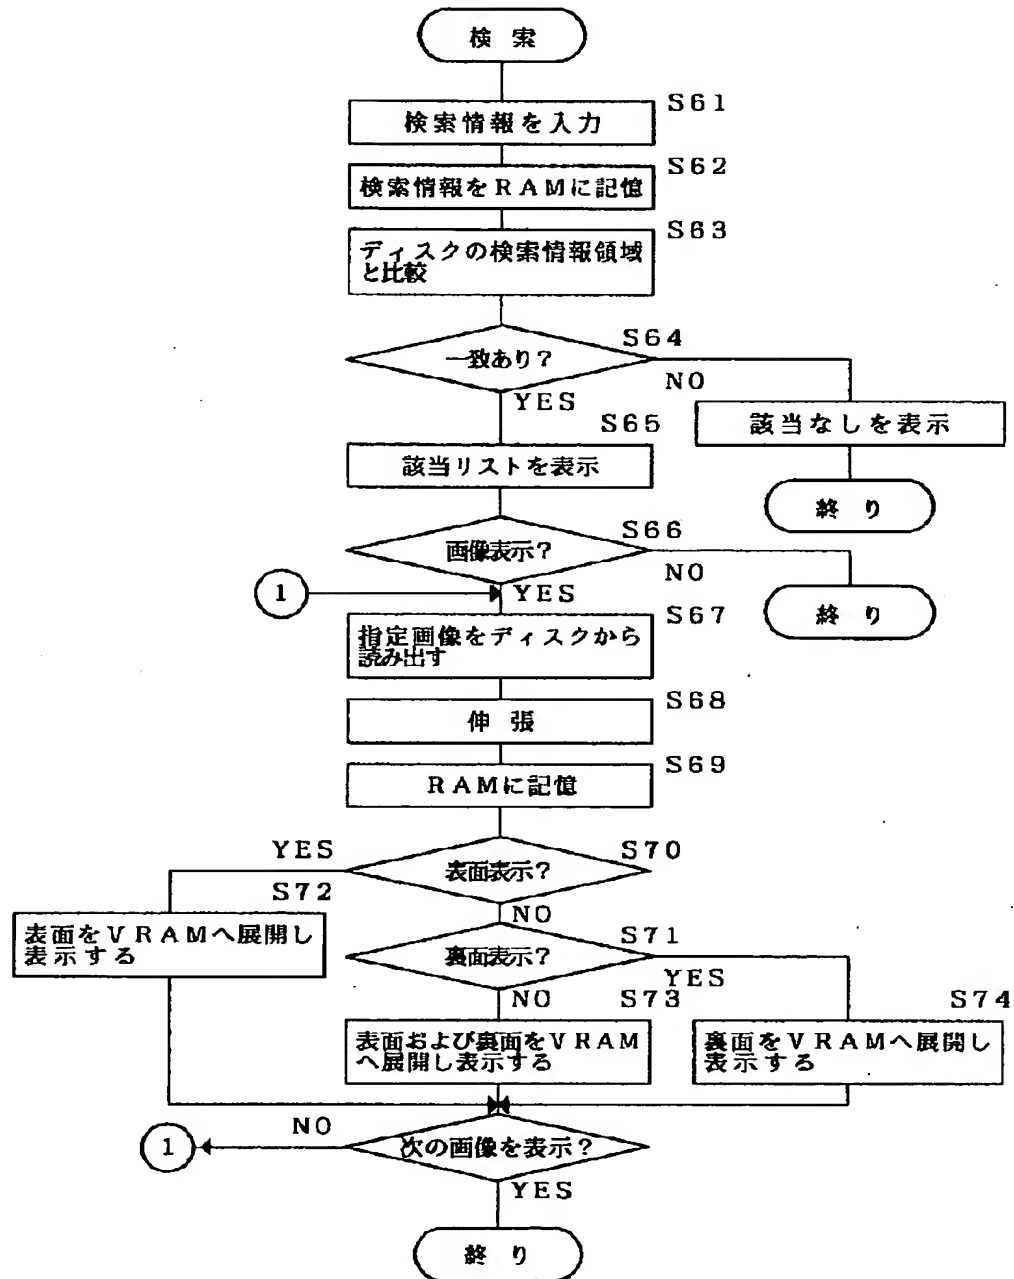 検 索
S61
検索情報を入力
S62
検索情報をRAMに記憶
S63
ディスクの検索情報領域
と比較
S64
一致あり?
NO
YES
S65
該当なしを表示
該当リストを表示
終 り
S66
画像表示?
NO
1
YES
終 り
S67
指定画像をディスクから
読み出す
S68
伸 張
S69
RAMに記憶
YES
S70
表面表示?
S72
NO
表面をVRAMへ展開し
表示する
S71
裏面表示?
YES
NO
S73
S74
表面および裏面をVRAM
へ展開し表示する
裏面をVRAMへ展開し
表示する
NO
1
次の画像を表示?
YES
終 り